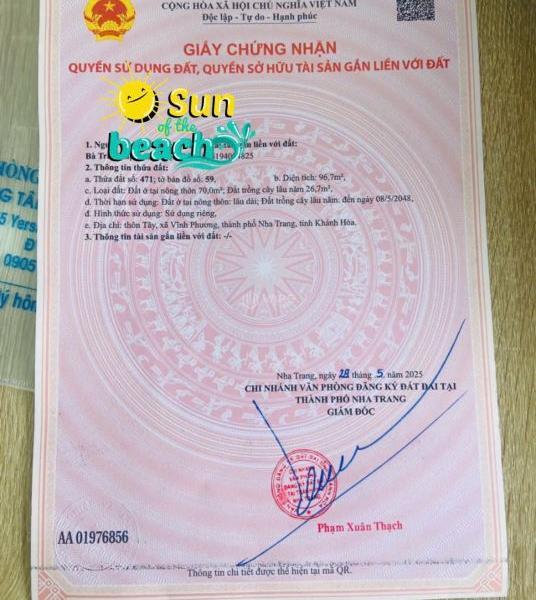 CỘNG HÒA XÃ HỘI CHỦ NGHĨA VIỆT NAM
Độc lập - Tự do - Hạnh phúc
GIẤY CHỨNG NHẬN
QUYỀN SỬ DỤNG ĐẤT, QUYỀN SỞ HỮU TÀI SẢN GẮN LIỀN VỚI ĐẤT
Sun
of the
beach
gắn liền với đất:
Bà
2. Thông tin thửa đất:
a. Thửa đất số: 471; tờ bản đồ số: 59,
b. Diện tích: 96,7m²,
c. Loại đất: Đất ở tại nông thôn 70,0m²; Đất trồng cây lâu năm 26,7m²,
d. Thời hạn sử dụng: Đất ở tại nông thôn: lâu dài; Đất trồng cây lâu năm: đến ngày 08/5/2048,
đ. Hình thức sử dụng: Sử dụng riêng,
e. Địa chỉ: thôn Tây, xã Vĩnh Phương, thành phố Nha Trang, tỉnh Khánh Hòa.
3. Thông tin tài sản gắn liền với đất: -/-
Nha Trang, ngày 28 tháng 5 năm 2025
CHI NHÁNH VĂN PHÒNG ĐĂNG KÝ ĐẤT ĐAI TẠI
THÀNH PHỐ NHA TRANG
GIÁM ĐỐC
Phạm Xuân Thạch
AA 01976856
Thông tin chi tiết được thể hiện tại mã QR.
0905